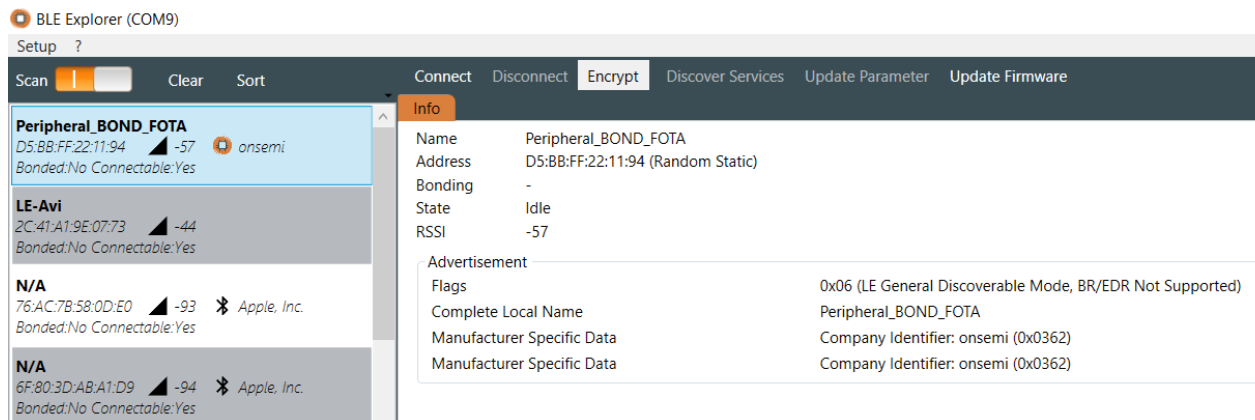 BLE Explorer (COM9)
Setup ?
Scan Clear Sort
Connect Disconnect Encrypt Discover Services Update Parameter Update Firmware
Info
Peripheral_BOND_FOTA
D5:BB:FF:22:11:94 -57 onsemi
Bonded:No Connectable:Yes
LE-Avi
2C:41:A1:9E:07:73 -44
Bonded:No Connectable:Yes
N/A
76:AC:7B:58:0D:E0 -93 Apple, Inc.
Bonded:No Connectable:Yes
N/A
6F:80:3D:AB:A1:D9 -94 Apple, Inc.
Bonded:No Connectable:Yes
Name Peripheral_BOND_FOTA
Address D5:BB:FF:22:11:94 (Random Static)
Bonding -
State Idle
RSSI -57
Advertisement
Flags 0x06 (LE General Discoverable Mode, BR/EDR Not Supported)
Complete Local Name Peripheral_BOND_FOTA
Manufacturer Specific Data Company Identifier: onsemi (0x0362)
Manufacturer Specific Data Company Identifier: onsemi (0x0362)